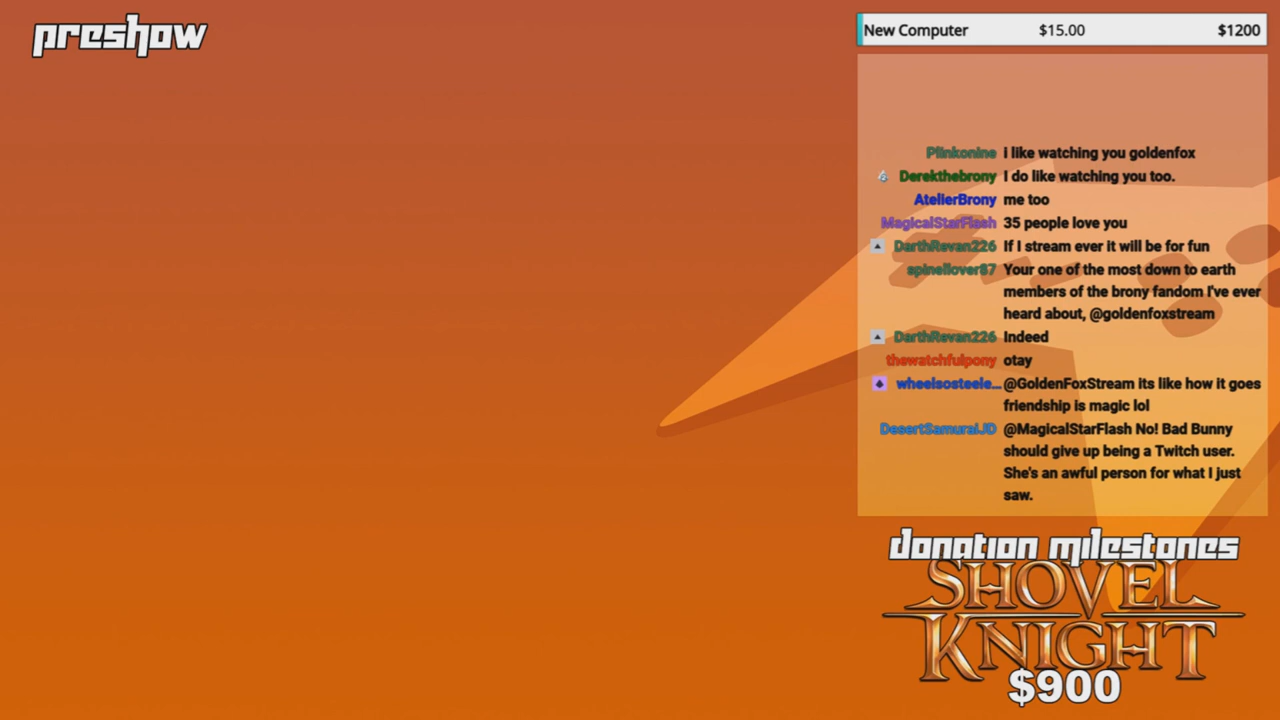 preshow
New Computer $15.00 $1200
Plinkonine i like watching you goldenfox
Derekthebrony I do like watching you too.
AtelierBrony me too
MagicalStarFlash 35 people love you
DarthRevan226 If I stream ever it will be for fun
spinellover87 Your one of the most down to earth
members of the brony fandom I've ever
heard about, @goldenfoxstream
DarthRevan226 Indeed
thewatchfulpony otay
wheelsosteele... @GoldenFoxStream its like how it goes
friendship is magic lol
DesertSamuraiJD @MagicalStarFlash No! Bad Bunny
should give up being a Twitch user.
She's an awful person for what I just
saw.
donation milestones
SHOVEL
KNIGHT
$900